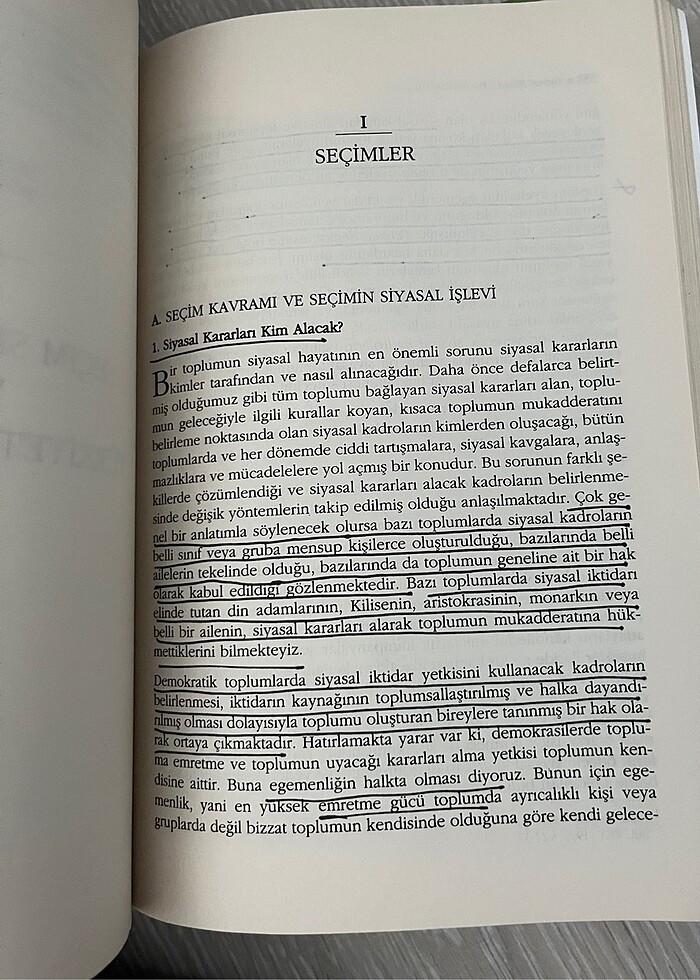 I
SEÇİMLER
A. SEÇİM KAVRAMI VE SEÇİMİN SİYASAL İŞLEVİ
1. Siyasal Kararları Kim Alacak?
Bir toplumun siyasal hayatının en önemli sorunu siyasal kararların
kimler tarafından ve nasıl alınacağıdır. Daha önce defalarca belirt-
miş olduğumuz gibi tüm toplumu bağlayan siyasal kararları alan, toplu-
mun geleceğiyle ilgili kurallar koyan, kısaca toplumun mukadderatını
belirleme noktasında olan siyasal kadroların kimlerden oluşacağı, bütün
toplumlarda ve her dönemde ciddi tartışmalara, siyasal kavgalara, anlaş-
mazlıklara ve mücadelelere yol açmış bir konudur. Bu sorunun farklı şe-
killerde çözümlendiği ve siyasal kararları alacak kadroların belirlenme-
sinde değişik yöntemlerin takip edilmiş olduğu anlaşılmaktadır. Çok ge-
nel bir anlatımla söylenecek olursa bazı toplumlarda siyasal kadroların
belli sınıf veya gruba mensup kişilerce oluşturulduğu, bazılarında belli
ailelerin tekelinde olduğu, bazılarında da toplumun geneline ait bir hak
olarak kabul edildiği gözlenmektedir. Bazı toplumlarda siyasal iktidarı
elinde tutan din adamlarının, Kilisenin, aristokrasinin, monarkın veya
belli bir ailenin, siyasal kararları alarak toplumun mukadderatına hük-
mettiklerini bilmekteyiz.
Demokratik toplumlarda siyasal iktidar yetkisini kullanacak kadroların
belirlenmesi, iktidarın kaynağının toplumsallaştırılmış ve halka dayandı-
rılmış olması dolayısıyla toplumu oluşturan bireylere tanınmış bir hak ola-
rak ortaya çıkmaktadır. Hatırlamakta yarar var ki, demokrasilerde toplu-
ma emretme ve toplumun uyacağı kararları alma yetkisi toplumun ken-
disine aittir. Buna egemenliğin halkta olması diyoruz. Bunun için ege-
menlik, yani en yüksek emretme gücü toplumda ayrıcalıklı kişi veya
gruplarda değil bizzat toplumun kendisinde olduğuna göre kendi gelece-